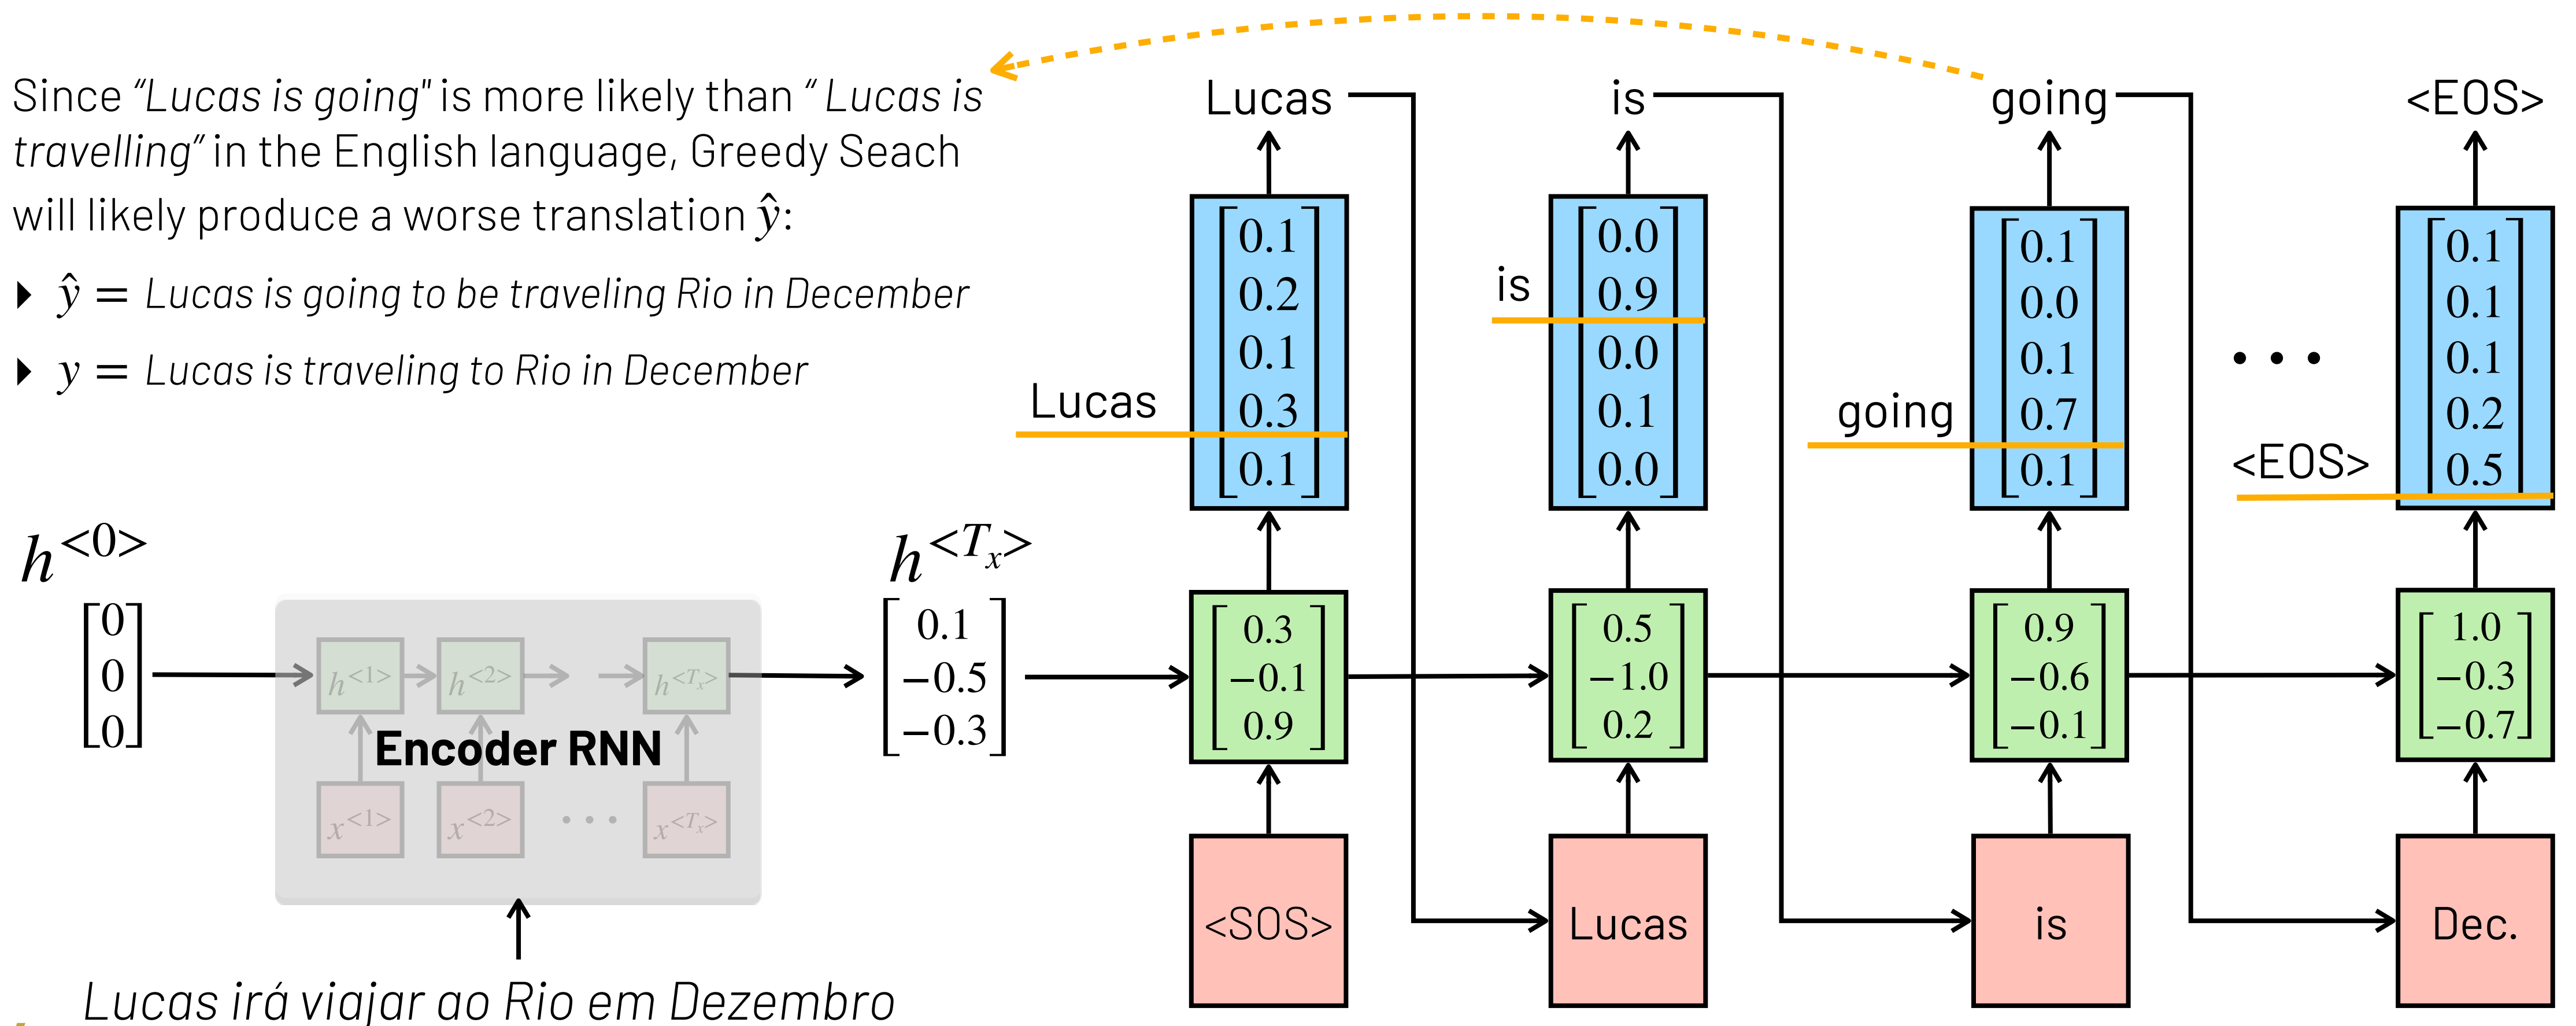 Since “Lucas is going" is more likely than “ Lucas is
travelling” in the English language, Greedy Seach
will likely produce a worse translation ŷ:
ŷ = Lucas is going to be traveling Rio in December
y = Lucas is traveling to Rio in December
Lucas
is
going
<EOS>
0.1
0.2
0.1
0.3
0.1
Lucas
0.0
0.9
0.0
0.1
0.0
is
0.1
0.0
0.1
0.7
0.1
going
...
0.1
0.1
0.1
0.2
0.5
<EOS>
h<0>
0
0
0
h<1>
h<2>
h<Tx>
Encoder RNN
x<1>
x<2>
...
x<Tx>
Lucas irá viajar ao Rio em Dezembro
h<Tx>
0.1
−0.5
−0.3
0.3
−0.1
0.9
0.5
−1.0
0.2
0.9
−0.6
−0.1
1.0
−0.3
−0.7
<SOS>
Lucas
is
Dec.